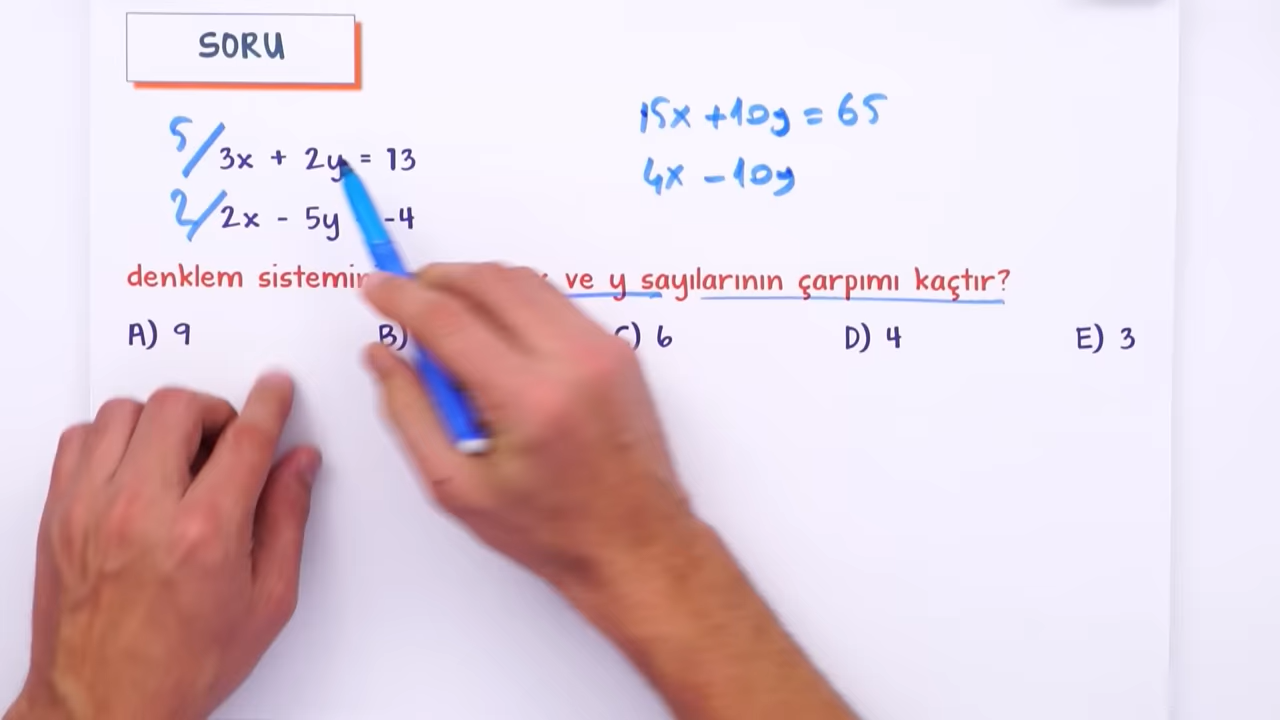 SORU
5/ 3x + 2y = 13
15x + 10y = 65
2/ 2x - 5y -4
4x - 10y
denklem ve y sayılarının çarpımı kaçtır?
A) 9 B) C) 6 D) 4 E) 3